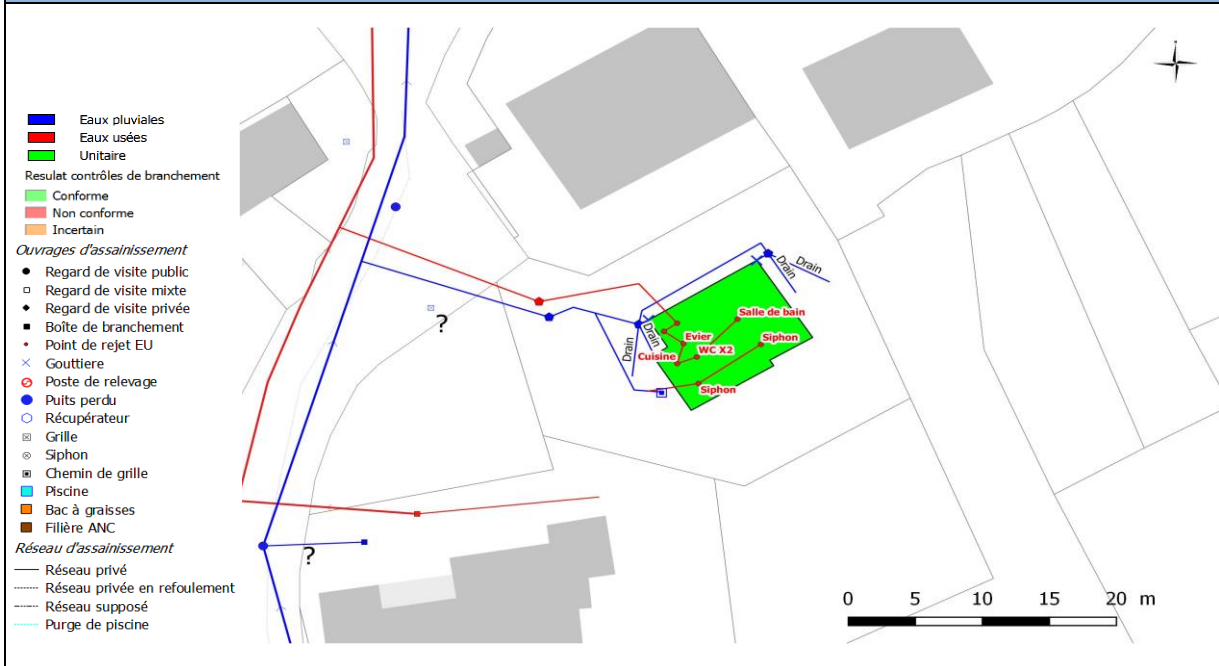 Eaux pluviales
Eaux usées
Unitaire
Resulat contrôles de branchement
Conforme
Non conforme
Incertain
Ouvrages d'assainissement
Regard de visite public
Regard de visite mixte
Regard de visite privée
Boîte de branchement
Point de rejet EU
Gouttiere
Poste de relevage
Puits perdu
Récupérateur
Grille
Siphon
Chemin de grille
Piscine
Bac à graisses
Filière ANC
Réseau d'assainissement
Réseau privé
Réseau privée en refoulement
Réseau supposé
Purge de piscine
?
?
Drain
Drain
Drain
Drain
Salle de bain
Evier
Siphon
WC X2
Cuisine
Siphon
0 5 10 15 20 m